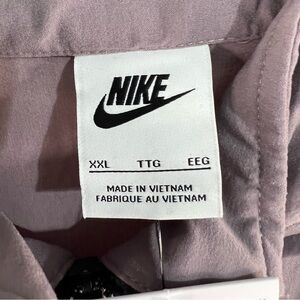 NIKE
XXL TTG EEG
MADE IN VIETNAM
FABRIQUE AU VIETNAM